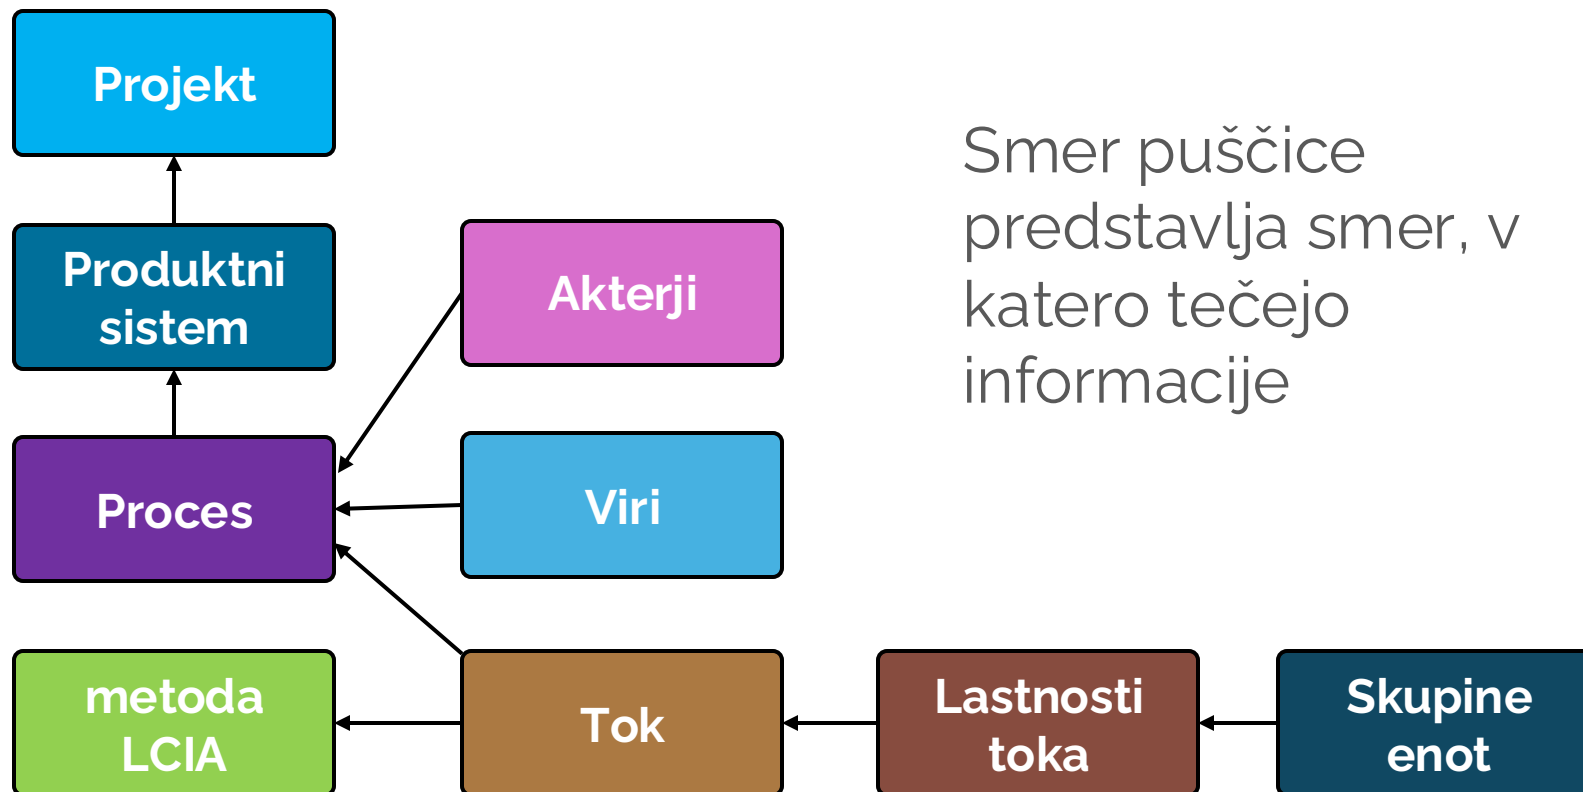 Projekt
Smer puščice
predstavlja smer, v
katero tečejo
informacije
Produktni
sistem
Akterji
Proces
Viri
metoda
LCIA
Tok
Lastnosti
toka
Skupine
enot